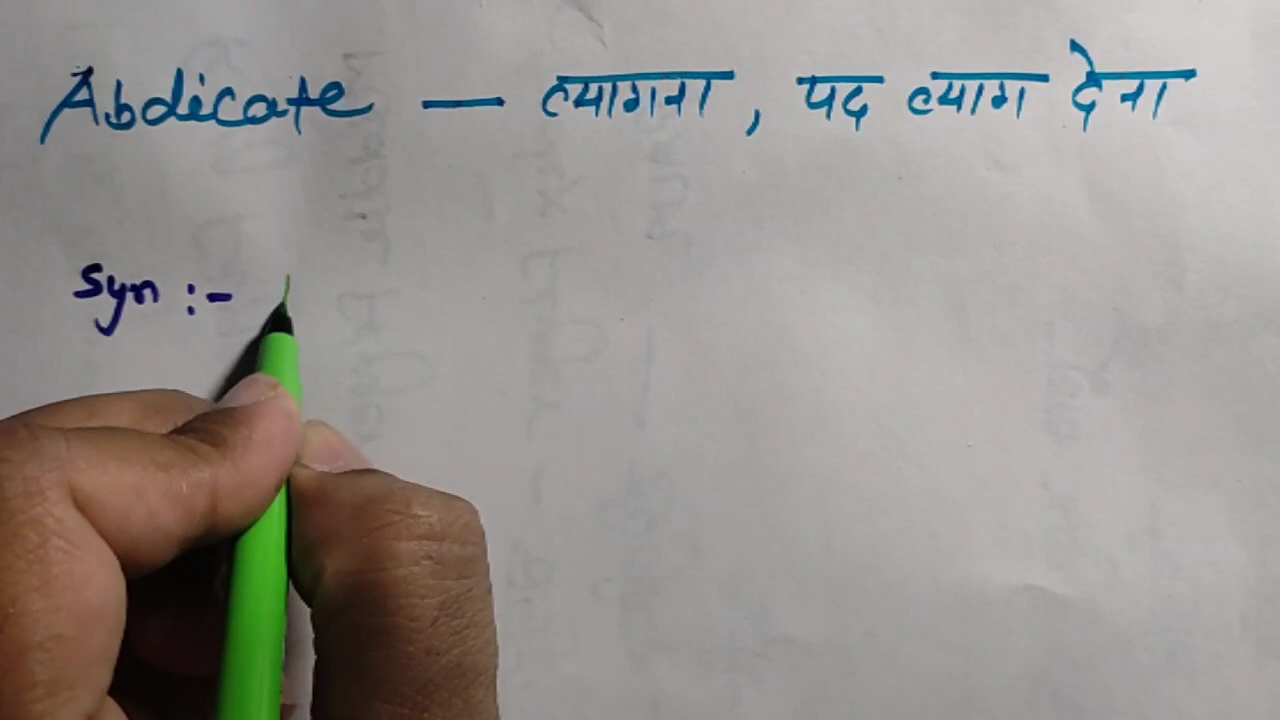 Abdicate — त्यागना, पद त्याग देना
Syn :-